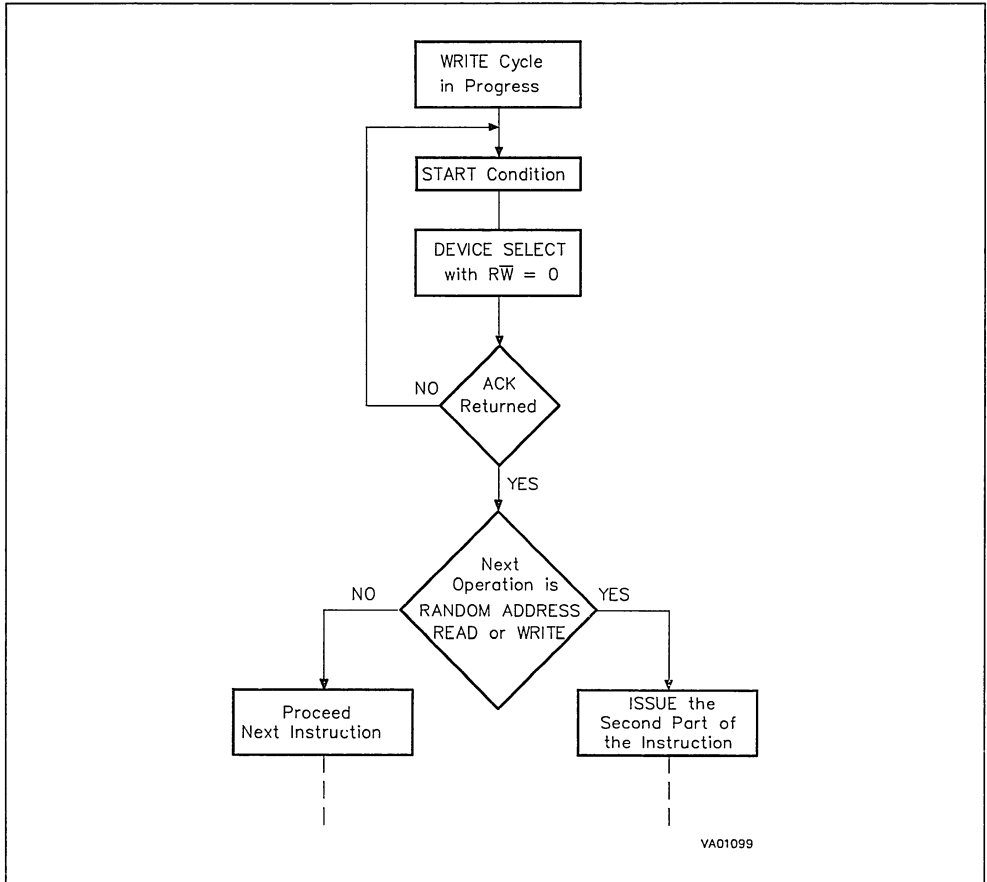 WRITE Cycle
in Progress
START Condition
DEVICE SELECT
with RW̅ = 0
ACK
Returned
NO
YES
Next
Operation is
RANDOM ADDRESS
READ or WRITE
NO
YES
Proceed
Next Instruction
ISSUE the
Second Part of
the Instruction
VA01099